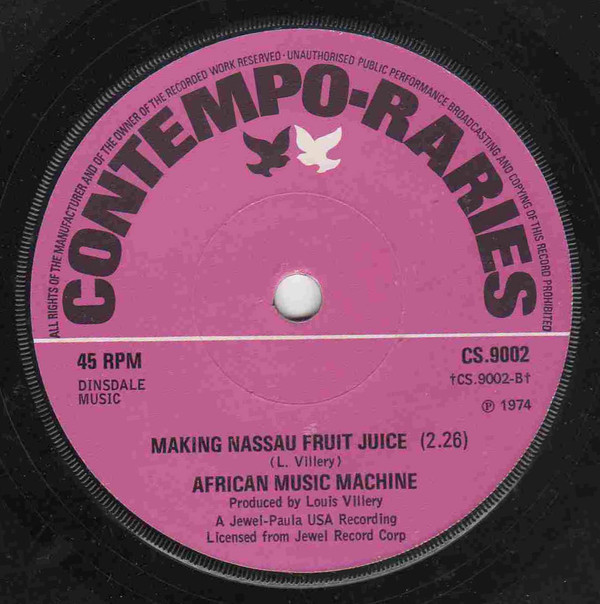 ALL RIGHTS OF THE MANUFACTURER AND OF THE OWNER OF THE RECORDED WORK RESERVED · UNAUTHORISED PUBLIC PERFORMANCE BROADCASTING AND COPYING OF THIS RECORD PROHIBITED
CONTEMPO-RARIES
45 RPM
DINSDALE
MUSIC
CS.9002
†CS.9002-B†
℗ 1974
MAKING NASSAU FRUIT JUICE (2.26)
(L. Villery)
AFRICAN MUSIC MACHINE
Produced by Louis Villery
A Jewel-Paula USA Recording
Licensed from Jewel Record Corp